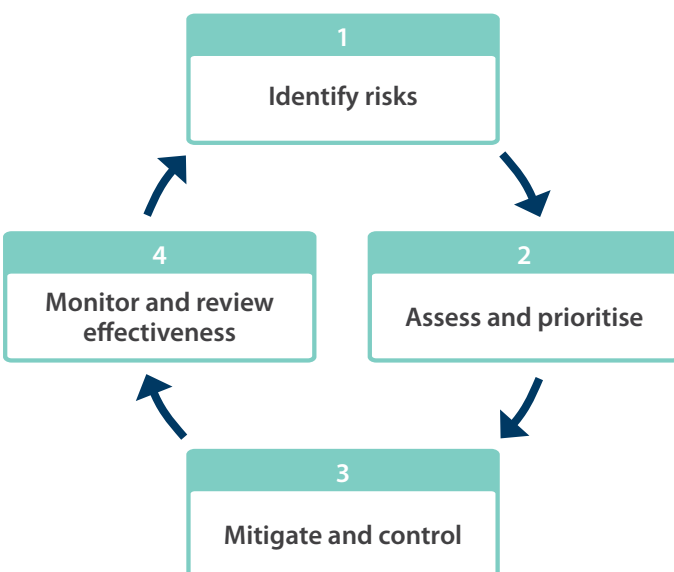 1
Identify risks
2
Assess and prioritise
3
Mitigate and control
4
Monitor and review
effectiveness